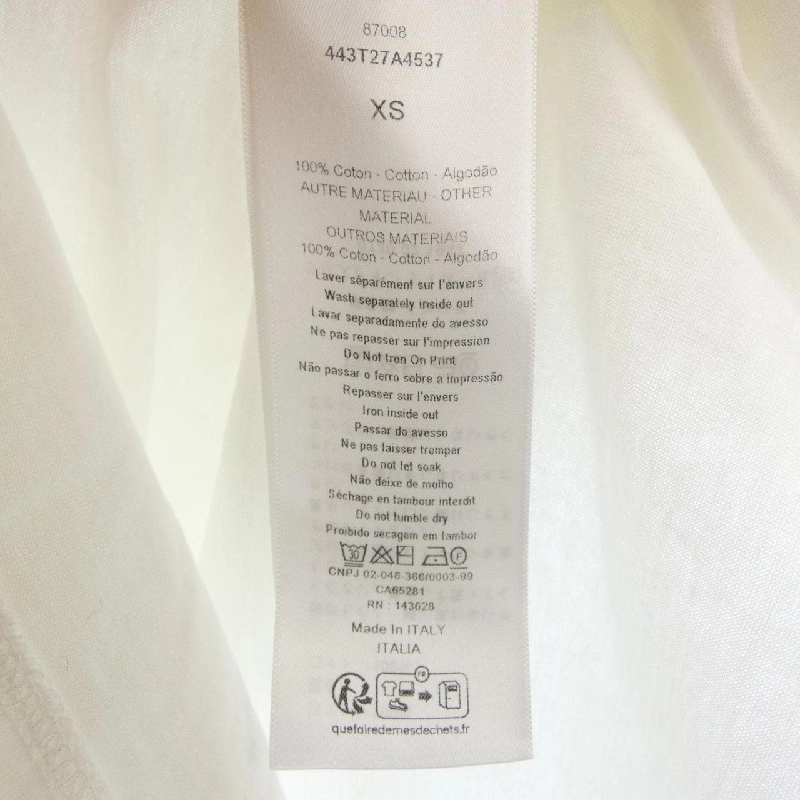 87008
443T27A4537
XS
100% Coton - Cotton - Algodão
AUTRE MATERIAU - OTHER
MATERIAL
OUTROS MATERIAIS
100% Coton - Cotton - Algodão
Laver séparément sur l'envers
Wash separately inside out
Lavar separadamente do avesso
Ne pas repasser sur l'impression
Do Not Iron On Print
Não passar o ferro sobre a impressão
Repasser sur l'envers
Iron inside out
Passar do avesso
Ne pas laisser tremper
Do not let soak
Não deixe de molho
Séchage en tambour interdit
Do not tumble dry
Proibido secagem em tambor
30 F
CNPJ 02-048-366/0003-99
CA65281
RN : 143628
Made In ITALY
ITALIA
FR
quefairedemesdechets.fr